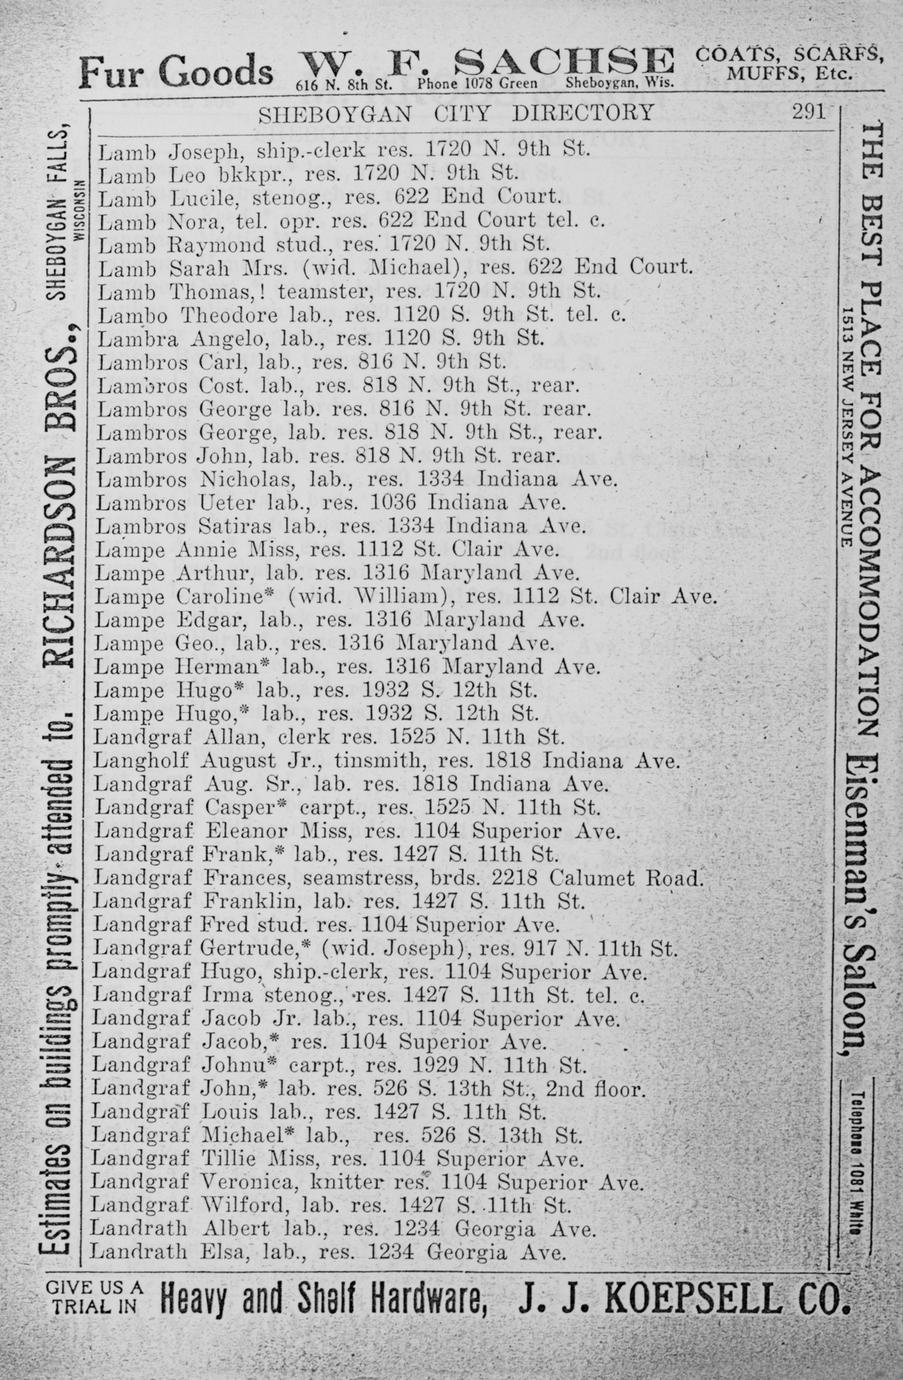 Fur Goods W. F. SACHSE COATS, SCARFS,
616 N. 8th St. Phone 1078 Green Sheboygan, Wis. MUFFS, Etc.
SHEBOYGAN CITY DIRECTORY 291
Lamb Joseph, ship.-clerk res. 1720 N. 9th St.
Lamb Leo bkkpr., res. 1720 N. 9th St.
Lamb Lucile, stenog., res. 622 End Court.
Lamb Nora, tel. opr. res. 622 End Court tel. c.
Lamb Raymond stud., res. 1720 N. 9th St.
Lamb Sarah Mrs. (wid. Michael), res. 622 End Court.
Lamb Thomas,! teamster, res. 1720 N. 9th St.
Lambo Theodore lab., res. 1120 S. 9th St. tel. c.
Lambra Angelo, lab., res. 1120 S. 9th St.
Lambros Carl, lab., res. 816 N. 9th St.
Lambros Cost. lab., res. 818 N. 9th St., rear.
Lambros George lab. res. 816 N. 9th St. rear.
Lambros George, lab. res. 818 N. 9th St., rear.
Lambros John, lab. res. 818 N. 9th St. rear.
Lambros Nicholas, lab., res. 1334 Indiana Ave.
Lambros Ueter lab., res. 1036 Indiana Ave.
Lambros Satiras lab., res. 1334 Indiana Ave.
Lampe Annie Miss, res. 1112 St. Clair Ave.
Lampe Arthur, lab. res. 1316 Maryland Ave.
Lampe Caroline* (wid. William), res. 1112 St. Clair Ave.
Lampe Edgar, lab., res. 1316 Maryland Ave.
Lampe Geo., lab., res. 1316 Maryland Ave.
Lampe Herman* lab., res. 1316 Maryland Ave.
Lampe Hugo* lab., res. 1932 S. 12th St.
Lampe Hugo,* lab., res. 1932 S. 12th St.
Landgraf Allan, clerk res. 1525 N. 11th St.
Langholf August Jr., tinsmith, res. 1818 Indiana Ave.
Landgraf Aug. Sr., lab. res. 1818 Indiana Ave.
Landgraf Casper* carpt., res. 1525 N. 11th St.
Landgraf Eleanor Miss, res. 1104 Superior Ave.
Landgraf Frank,* lab., res. 1427 S. 11th St.
Landgraf Frances, seamstress, brds. 2218 Calumet Road.
Landgraf Franklin, lab. res. 1427 S. 11th St.
Landgraf Fred stud. res. 1104 Superior Ave.
Landgraf Gertrude,* (wid. Joseph), res. 917 N. 11th St.
Landgraf Hugo, ship.-clerk, res. 1104 Superior Ave.
Landgraf Irma stenog., res. 1427 S. 11th St. tel. c.
Landgraf Jacob Jr. lab., res. 1104 Superior Ave.
Landgraf Jacob,* res. 1104 Superior Ave.
Landgraf Johnu* carpt., res. 1929 N. 11th St.
Landgraf John,* lab. res. 526 S. 13th St., 2nd floor.
Landgraf Louis lab., res. 1427 S. 11th St.
Landgraf Michael* lab., res. 526 S. 13th St.
Landgraf Tillie Miss, res. 1104 Superior Ave.
Landgraf Veronica, knitter res. 1104 Superior Ave.
Landgraf Wilford, lab. res. 1427 S. 11th St.
Landrath Albert lab., res. 1234 Georgia Ave.
Landrath Elsa, lab., res. 1234 Georgia Ave.
Estimates on buildings promptly attended to. RICHARDSON BROS., SHEBOYGAN FALLS,
WISCONSIN
THE BEST PLACE FOR ACCOMMODATION Eisenman's Saloon, Telephone 1081 White
1513 NEW JERSEY AVENUE
GIVE US A
TRIAL IN Heavy and Shelf Hardware, J. J. KOEPSELL CO.